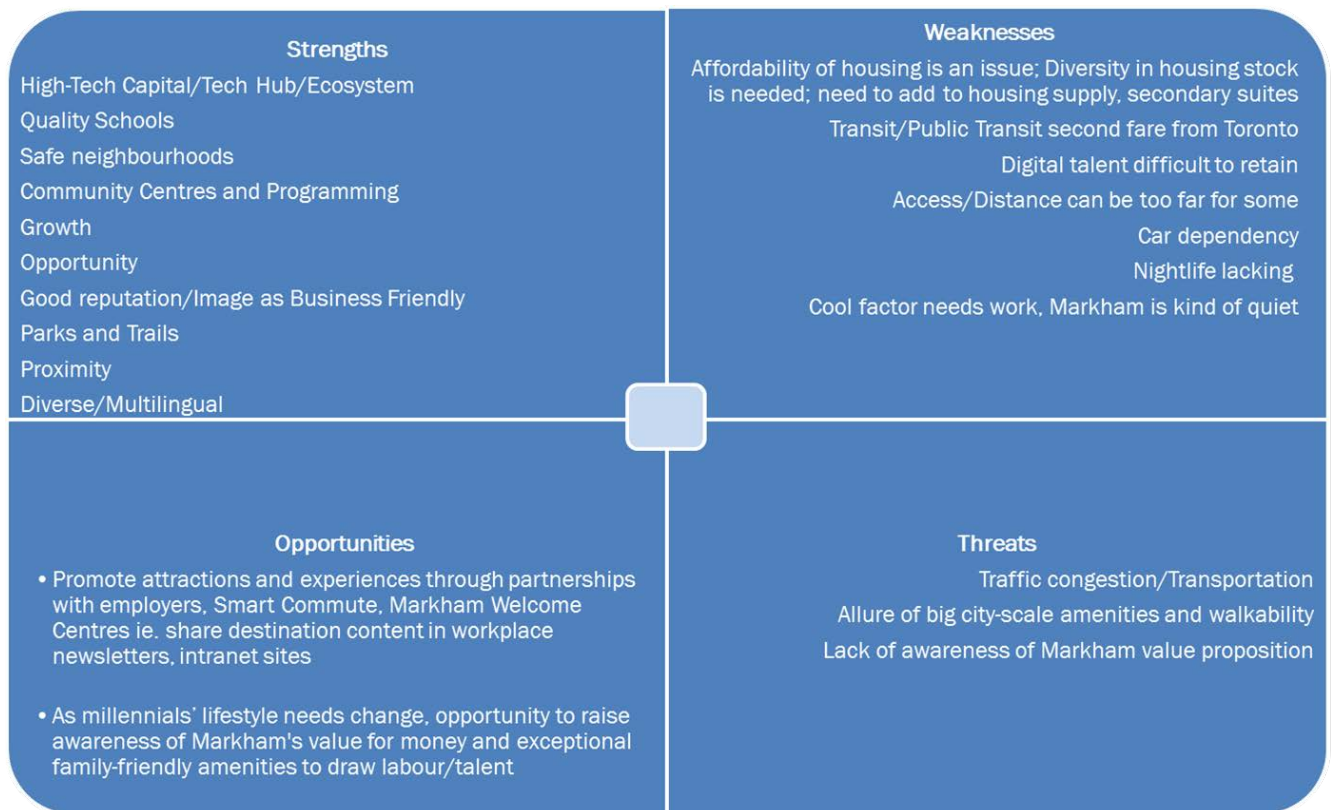 Strengths
High-Tech Capital/Tech Hub/Ecosystem
Quality Schools
Safe neighbourhoods
Community Centres and Programming
Growth
Opportunity
Good reputation/Image as Business Friendly
Parks and Trails
Proximity
Diverse/Multilingual
Weaknesses
Affordability of housing is an issue; Diversity in housing stock
is needed; need to add to housing supply, secondary suites
Transit/Public Transit second fare from Toronto
Digital talent difficult to retain
Access/Distance can be too far for some
Car dependency
Nightlife lacking
Cool factor needs work, Markham is kind of quiet
Opportunities
• Promote attractions and experiences through partnerships
with employers, Smart Commute, Markham Welcome
Centres ie. share destination content in workplace
newsletters, intranet sites
• As millennials' lifestyle needs change, opportunity to raise
awareness of Markham's value for money and exceptional
family-friendly amenities to draw labour/talent
Threats
Traffic congestion/Transportation
Allure of big city-scale amenities and walkability
Lack of awareness of Markham value proposition